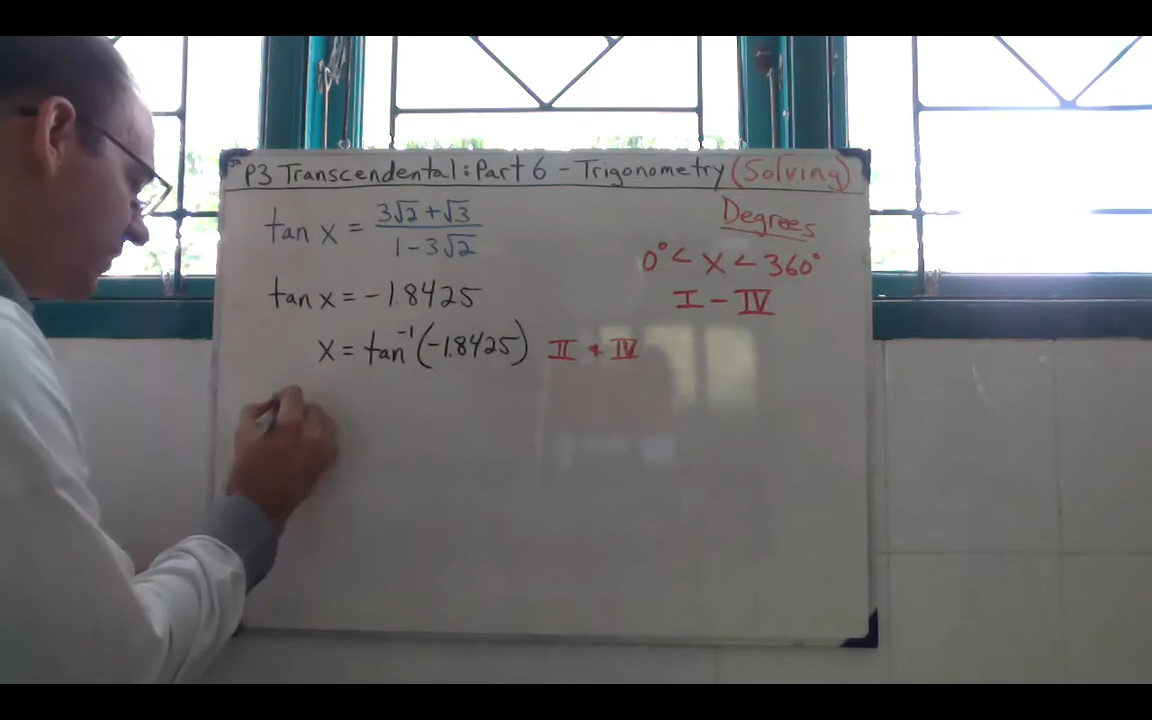 P3 Transcendental: Part 6 - Trigonometry (Solving)
tan x = (3√2 + √3)/(1 - 3√2)
Degrees
0° < x < 360°
tan x = -1.8425
I - IV
x = tan⁻¹(-1.8425) II + IV